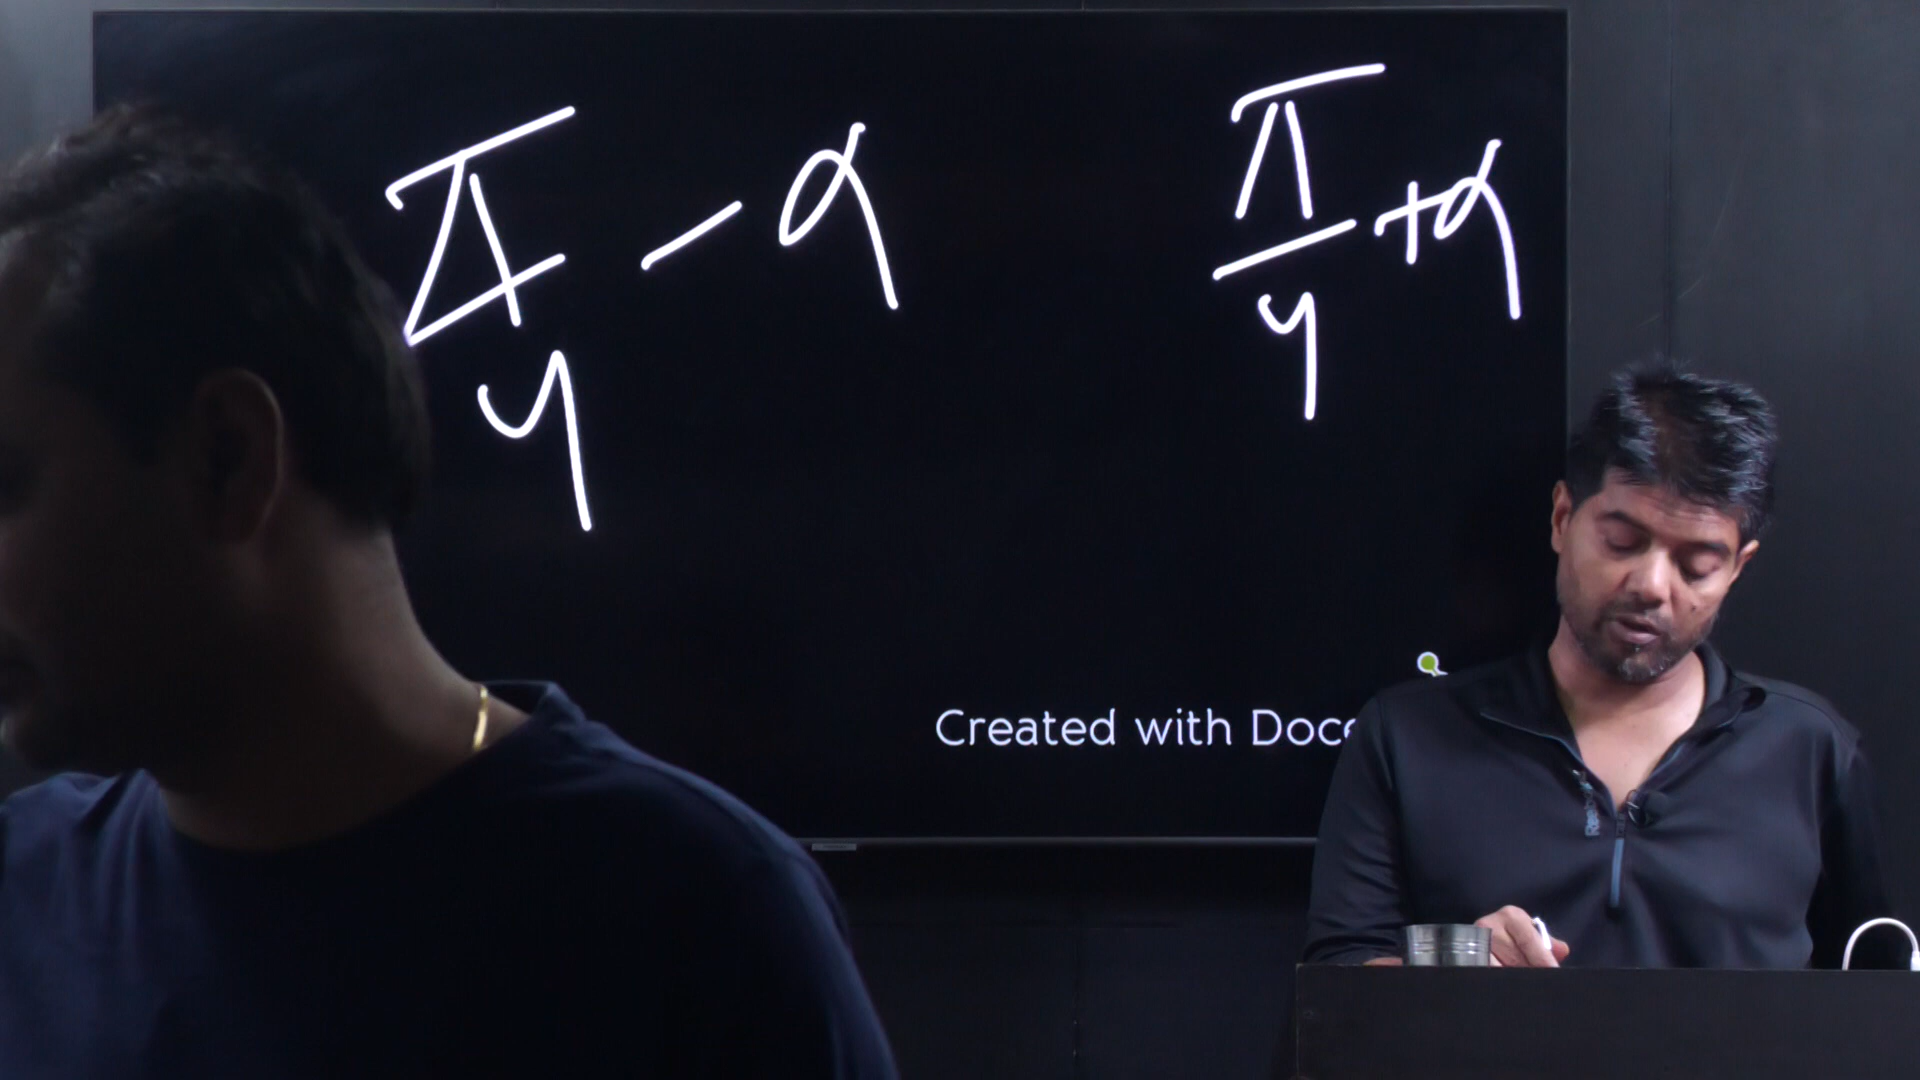 π/4 - α
π/4 + α
Created with Doce